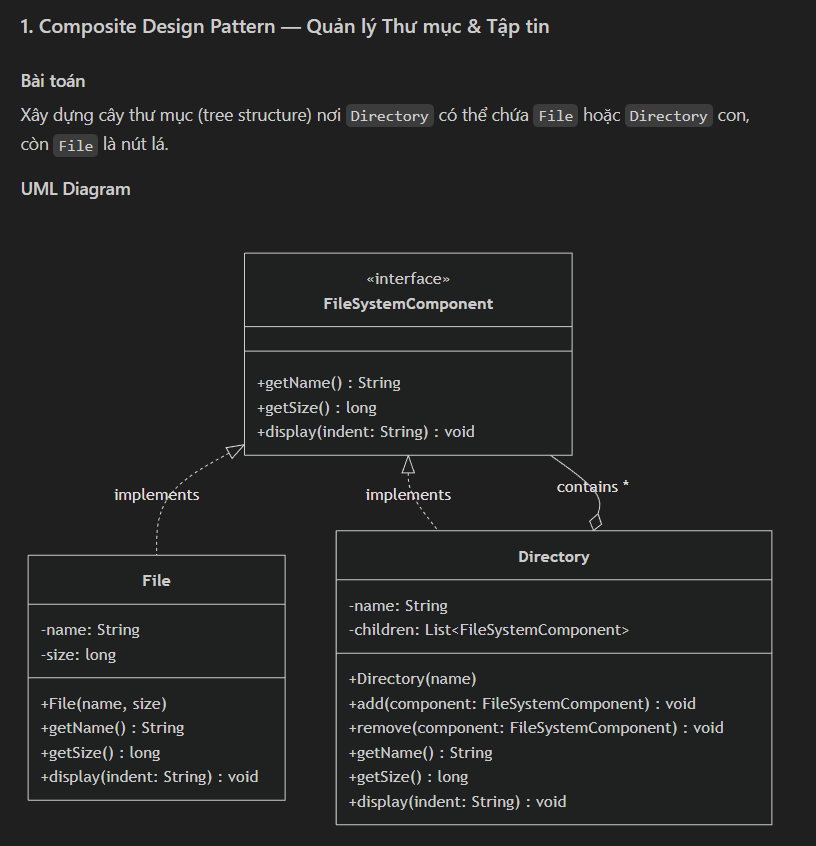 1. Composite Design Pattern — Quản lý Thư mục & Tập tin
Bài toán
Xây dựng cây thư mục (tree structure) nơi Directory có thể chứa File hoặc Directory con,
còn File là nút lá.
UML Diagram
«interface»
FileSystemComponent
+getName() : String
+getSize() : long
+display(indent: String) : void
implements
implements
contains *
File
-name: String
-size: long
+File(name, size)
+getName() : String
+getSize() : long
+display(indent: String) : void
Directory
-name: String
-children: List<FileSystemComponent>
+Directory(name)
+add(component: FileSystemComponent) : void
+remove(component: FileSystemComponent) : void
+getName() : String
+getSize() : long
+display(indent: String) : void